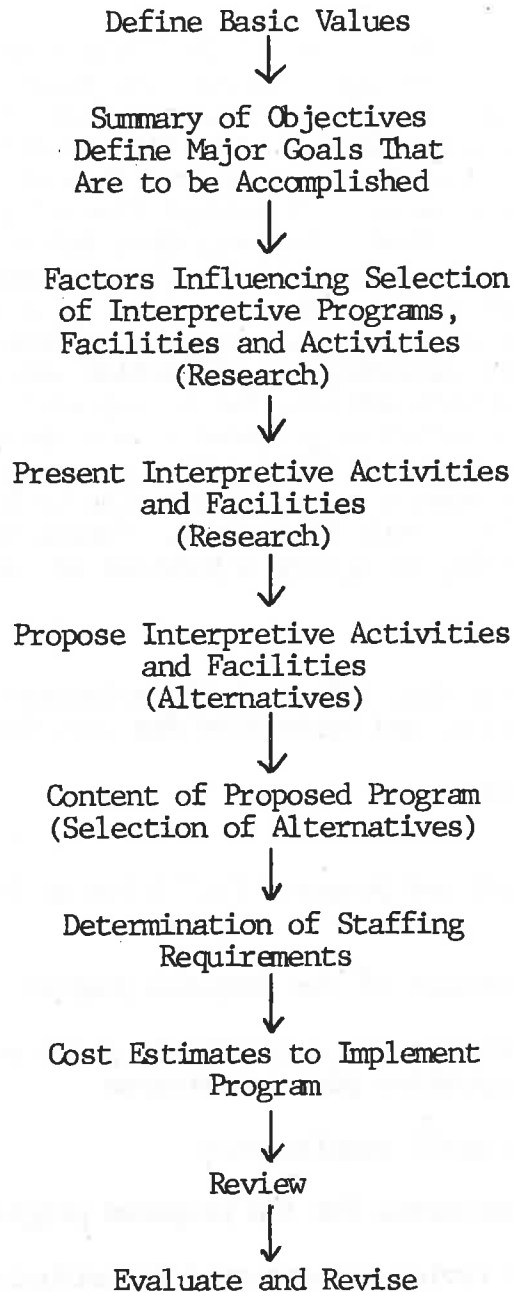 Define Basic Values
Summary of Objectives
Define Major Goals That
Are to be Accomplished
Factors Influencing Selection
of Interpretive Programs,
Facilities and Activities
(Research)
Present Interpretive Activities
and Facilities
(Research)
Propose Interpretive Activities
and Facilities
(Alternatives)
Content of Proposed Program
(Selection of Alternatives)
Determination of Staffing
Requirements
Cost Estimates to Implement
Program
Review
Evaluate and Revise